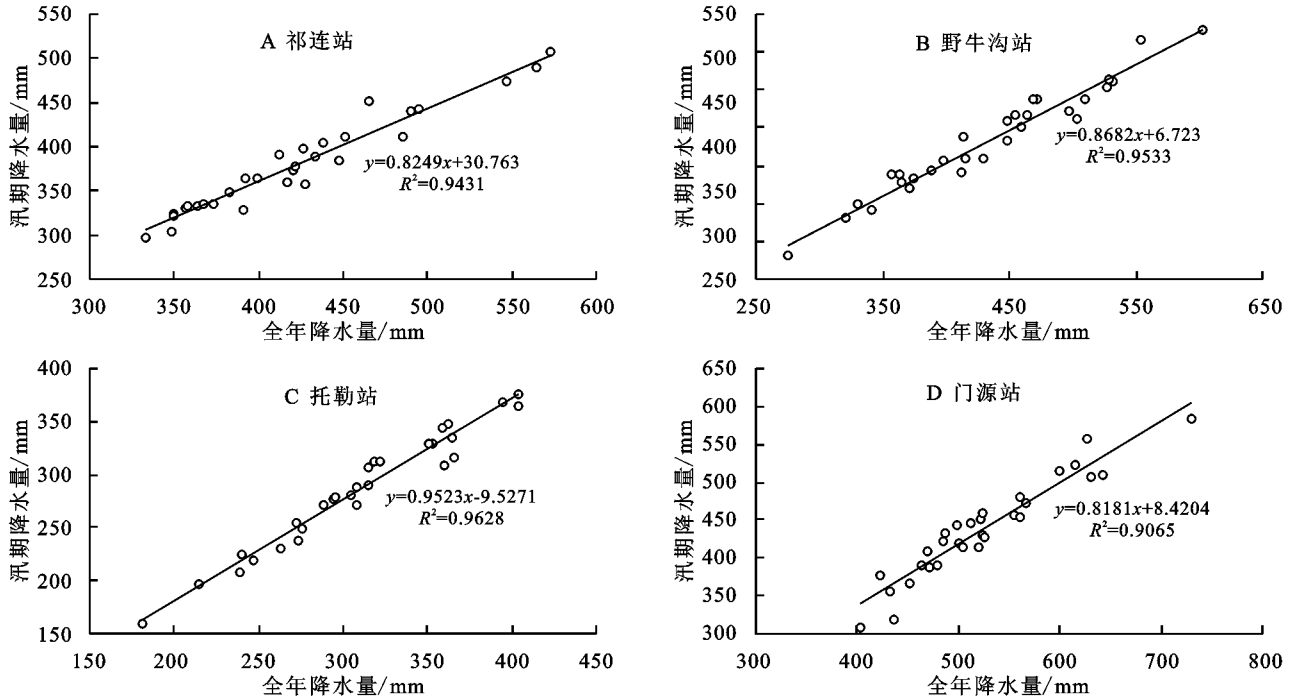 A 祁连站
汛期降水量/mm
550
500
450
400
350
300
250
y=0.8249x+30.763
R²=0.9431
300 350 400 450 500 550 600
全年降水量/mm
B 野牛沟站
汛期降水量/mm
550
500
450
400
350
300
250
y=0.8682x+6.723
R²=0.9533
250 350 450 550 650
全年降水量/mm
C 托勒站
汛期降水量/mm
400
350
300
250
200
150
y=0.9523x-9.5271
R²=0.9628
150 200 250 300 350 400 450
全年降水量/mm
D 门源站
汛期降水量/mm
650
600
550
500
450
400
350
300
y=0.8181x+8.4204
R²=0.9065
300 400 500 600 700 800
全年降水量/mm